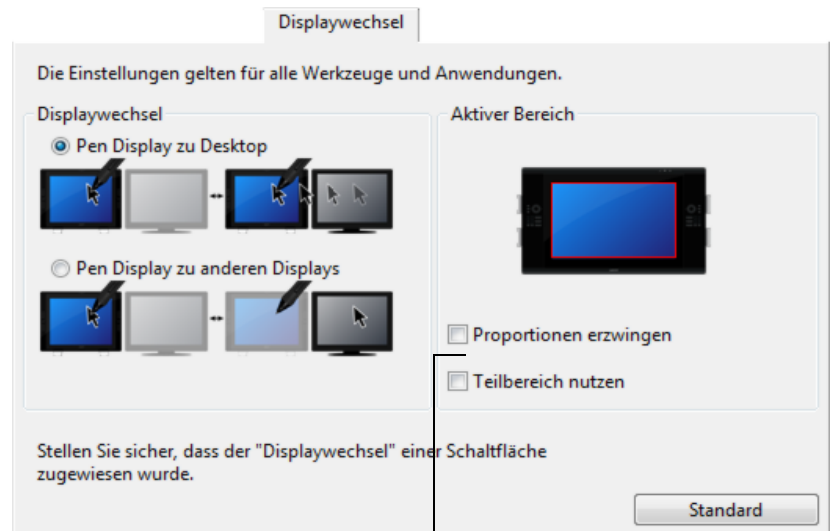 Displaywechsel
Die Einstellungen gelten für alle Werkzeuge und Anwendungen.
Displaywechsel
Pen Display zu Desktop
Pen Display zu anderen Displays
Aktiver Bereich
Proportionen erzwingen
Teilbereich nutzen
Stellen Sie sicher, dass der "Displaywechsel" einer Schaltfläche
zugewiesen wurde.
Standard